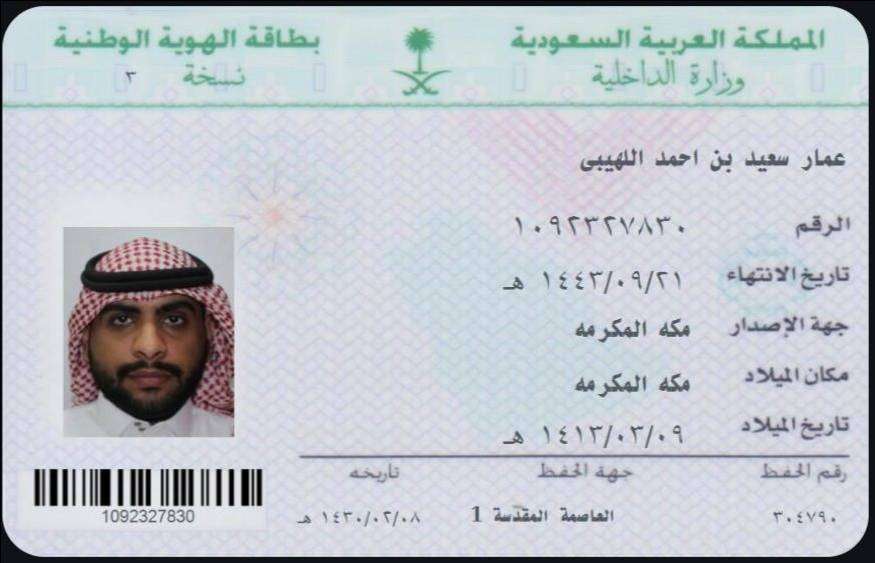 المملكة العربية السعودية
وزارة الداخلية
بطاقة الهوية الوطنية
نسخة ٣
عمار سعيد بن احمد اللهيبى
الرقم ١٠٩٢٣٢٧٨٣٠
تاريخ الانتهاء ١٤٤٣/٠٩/٢١ هـ
جهة الإصدار مكه المكرمه
مكان الميلاد مكه المكرمه
تاريخ الميلاد ١٤١٣/٠٣/٠٩ هـ
رقم الحفظ جهة الحفظ تاريخه
٣٠٤٧٩٠ العاصمة المقدسة 1 ١٤٣٠/٠٢/٠٨ هـ
1092327830